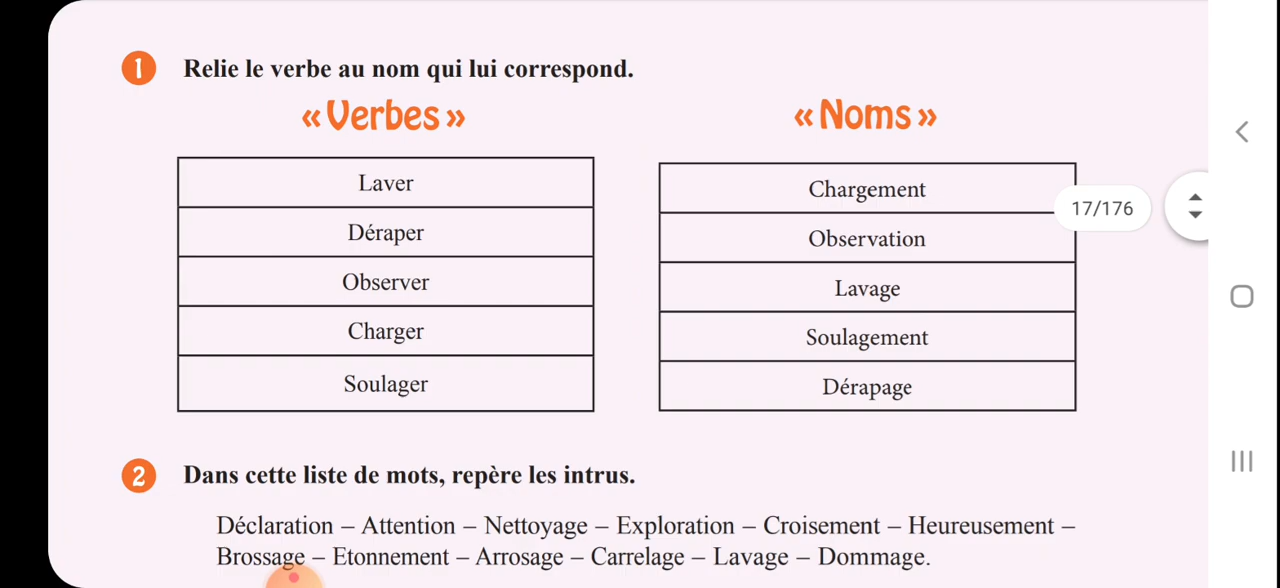 1 Relie le verbe au nom qui lui correspond.
« Verbes »
« Noms »
Laver
Déraper
Observer
Charger
Soulager
Chargement
Observation
Lavage
Soulagement
Dérapage
17/176
2 Dans cette liste de mots, repère les intrus.
Déclaration – Attention – Nettoyage – Exploration – Croisement – Heureusement –
Brossage – Etonnement – Arrosage – Carrelage – Lavage – Dommage.